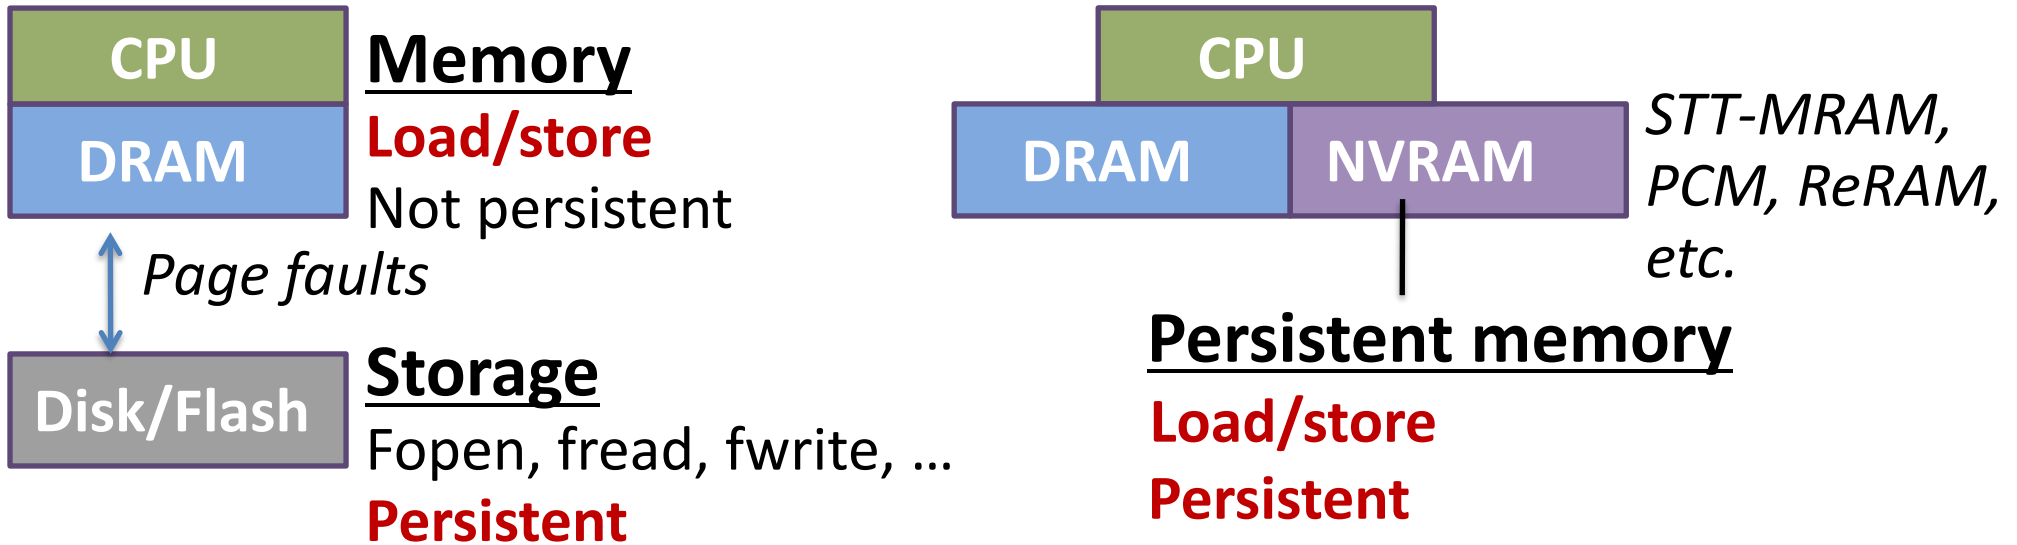 CPU
DRAM
Memory
Load/store
Not persistent
Page faults
Disk/Flash
Storage
Fopen, fread, fwrite, ...
Persistent
CPU
DRAM
NVRAM
STT-MRAM,
PCM, ReRAM,
etc.
Persistent memory
Load/store
Persistent